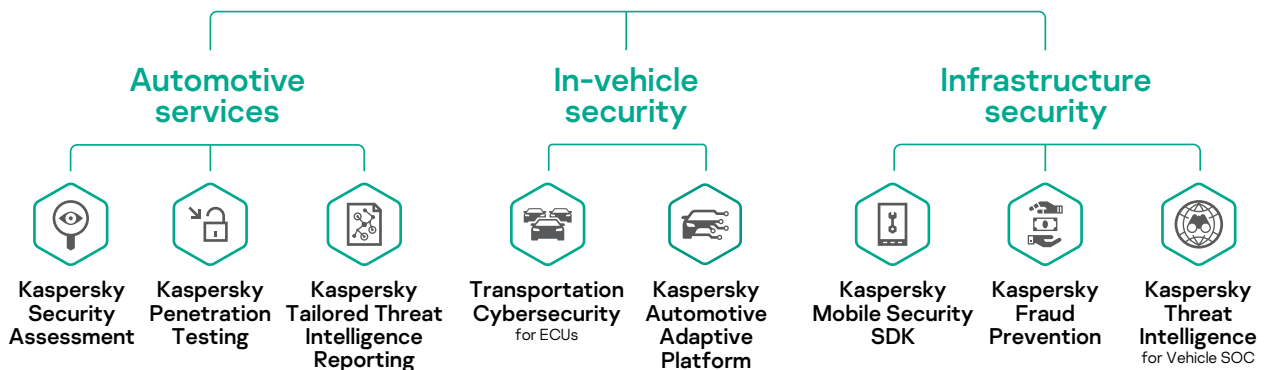 Automotive
services
In-vehicle
security
Infrastructure
security
Kaspersky
Security
Assessment
Kaspersky
Penetration
Testing
Kaspersky
Tailored Threat
Intelligence
Reporting
Transportation
Cybersecurity
for ECUs
Kaspersky
Automotive
Adaptive
Platform
Kaspersky
Mobile Security
SDK
Kaspersky
Fraud
Prevention
Kaspersky
Threat
Intelligence
for Vehicle SOC